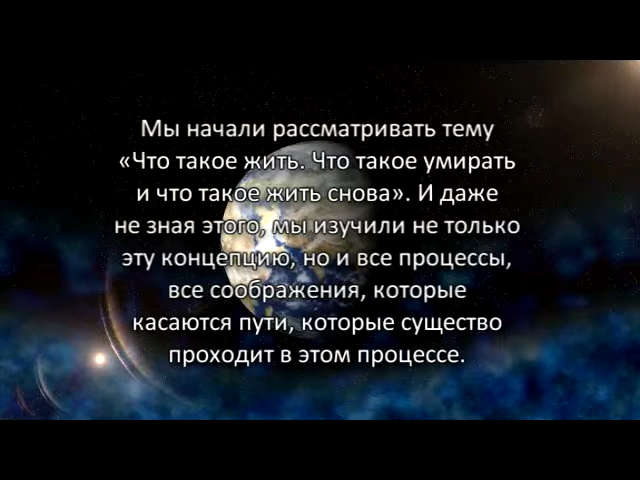 Мы начали рассматривать тему
«Что такое жить. Что такое умирать
и что такое жить снова». И даже
не зная этого, мы изучили не только
эту концепцию, но и все процессы,
все соображения, которые
касаются пути, которые существо
проходит в этом процессе.